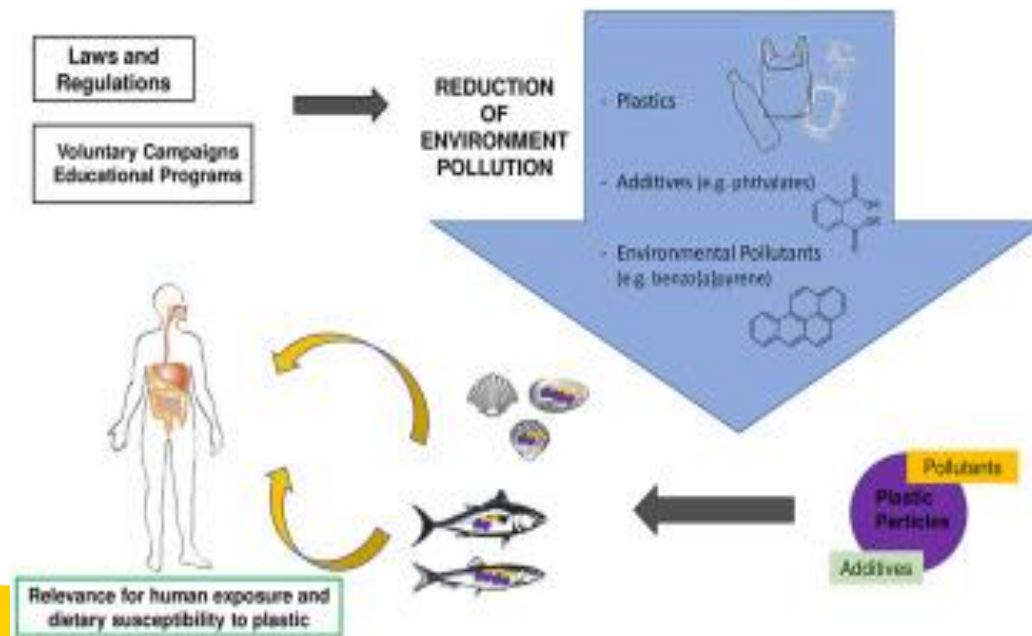 Laws and
Regulations
Voluntary Campaigns
Educational Programs
REDUCTION
OF
ENVIRONMENT
POLLUTION
- Plastics
- Additives (e.g. phthalates)
- Environmental Pollutants
(e.g. benzo[a]pyrene)
Pollutants
Plastic
Particles
Additives
Relevance for human exposure and
dietary susceptibility to plastic